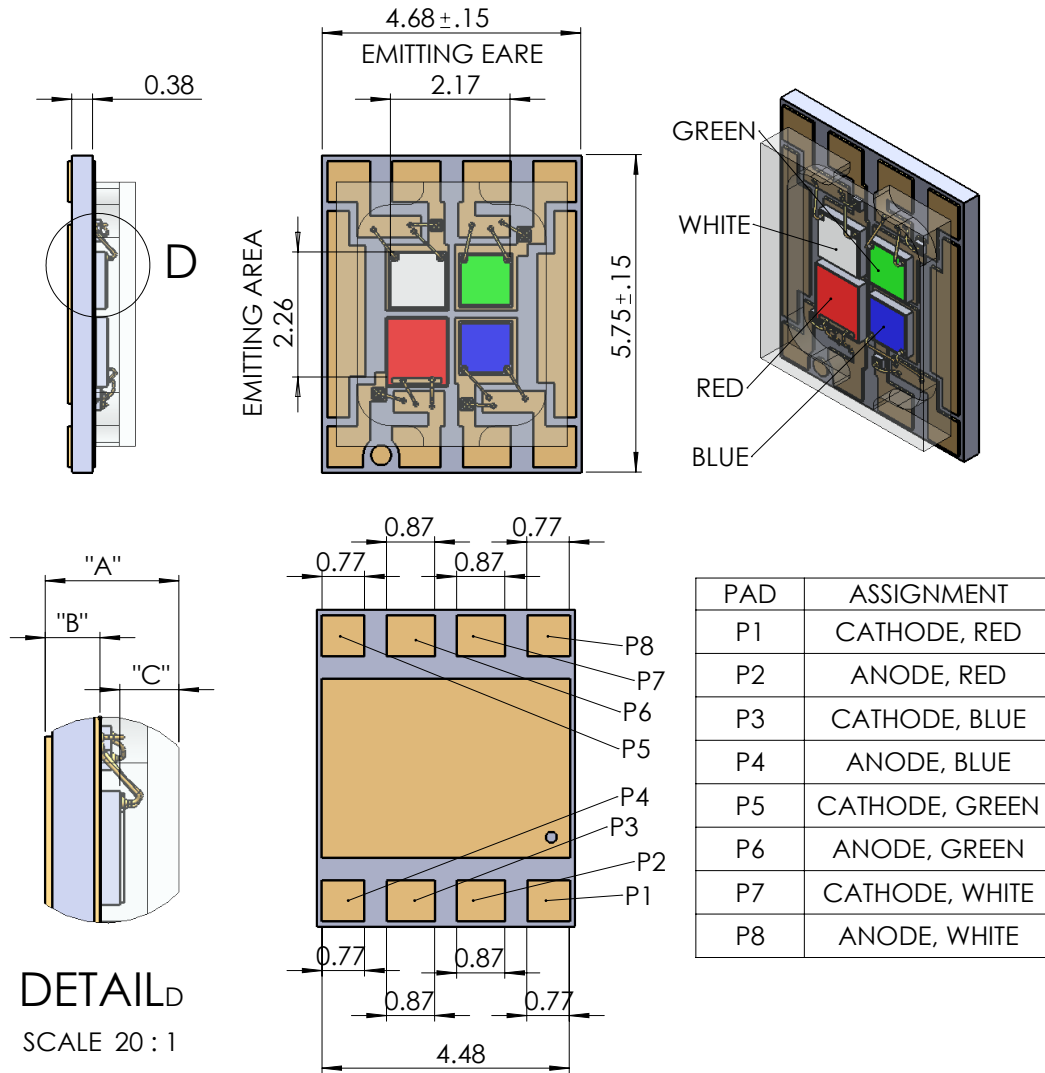 4.68±.15
EMITTING EARE
2.17
0.38
GREEN
WHITE
RED
BLUE
D
EMITTING AREA
2.26
5.75±.15
"A"
"B"
"C"
DETAIL D
SCALE 20 : 1
0.87
0.77
0.77
0.87
P8
P7
P6
P5
P4
P3
P2
P1
0.77
0.87
0.87
0.77
4.48
PAD ASSIGNMENT
P1 CATHODE, RED
P2 ANODE, RED
P3 CATHODE, BLUE
P4 ANODE, BLUE
P5 CATHODE, GREEN
P6 ANODE, GREEN
P7 CATHODE, WHITE
P8 ANODE, WHITE